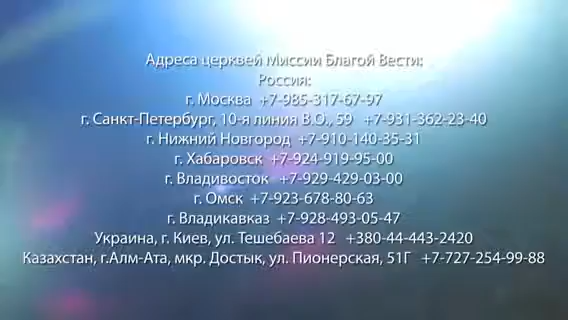 Адреса церквей Миссии Благой Вести:
Россия:
г. Москва +7-985-317-67-97
г. Санкт-Петербург, 10-я линия В.О., 59 +7-931-362-23-40
г. Нижний Новгород +7-910-140-35-31
г. Хабаровск +7-924-919-95-00
г. Владивосток +7-929-429-03-00
г. Омск +7-923-678-80-63
г. Владикавказ +7-928-493-05-47
Украина, г. Киев, ул. Тешебаева 12 +380-44-443-2420
Казахстан, г.Алм-Ата, мкр. Достык, ул. Пионерская, 51Г +7-727-254-99-88